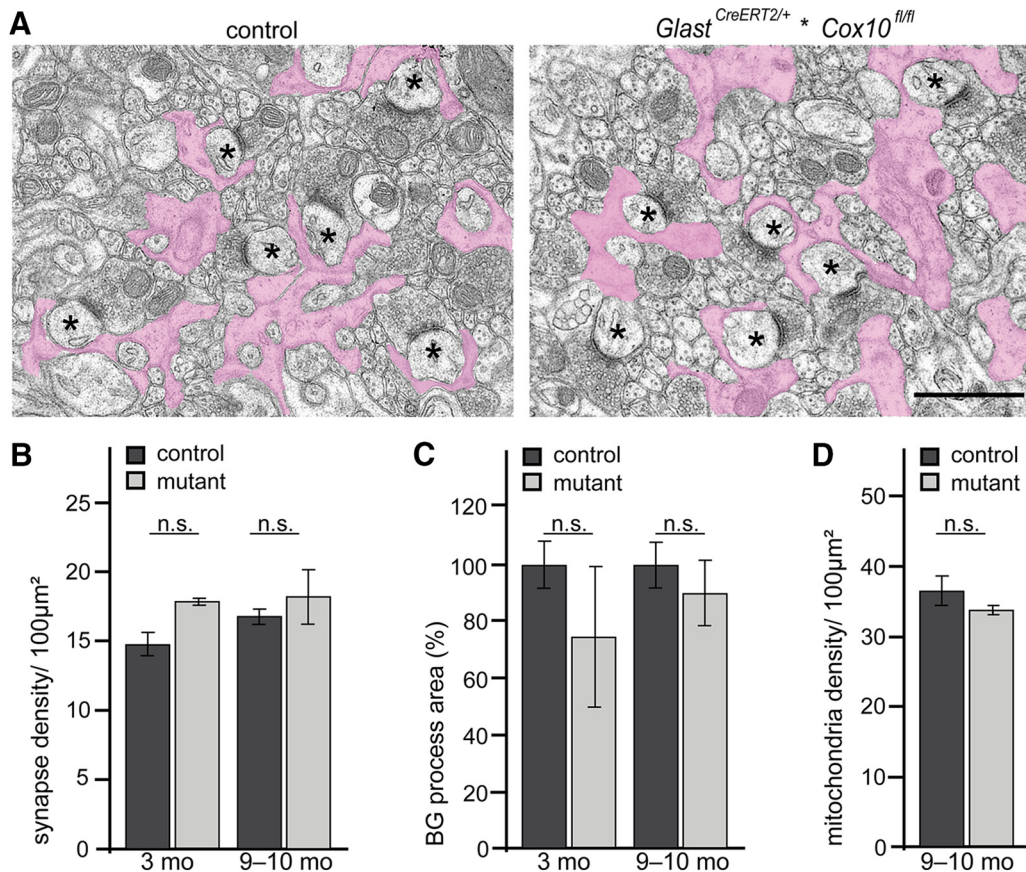 A
control
Glast CreERT2/+ * Cox10 fl/fl
* * * * * *
* * * * * *
B
control
mutant
n.s. n.s.
synapse density/ 100µm²
25
20
15
10
5
0
3 mo 9–10 mo
C
control
mutant
n.s. n.s.
BG process area (%)
120
100
80
60
40
20
0
3 mo 9–10 mo
D
control
mutant
n.s.
mitochondria density/ 100µm²
50
40
30
20
10
0
9–10 mo